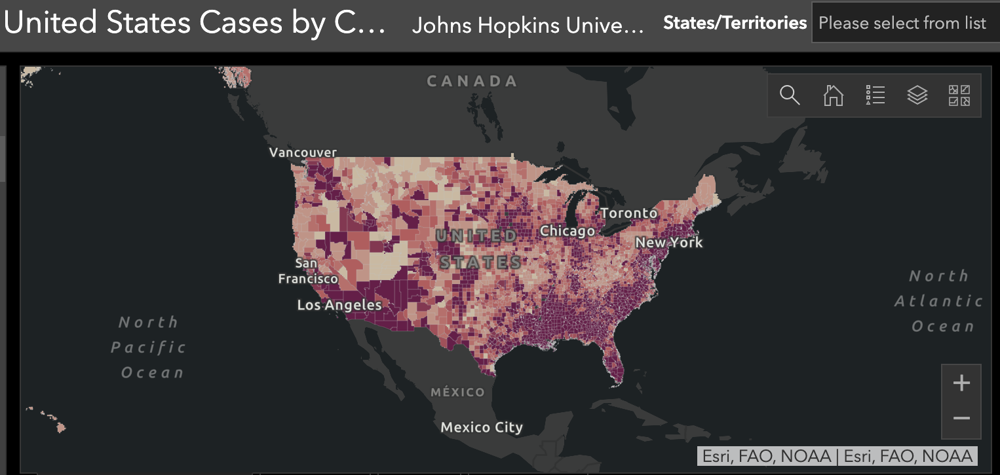 United States Cases by C...
Johns Hopkins Unive...
States/Territories
Please select from list
CANADA
Vancouver
Toronto
UNITED
STATES
Chicago
New York
San
Francisco
Los Angeles
North
Pacific
Ocean
North
Atlantic
Ocean
MÉXICO
Mexico City
+
−
Esri, FAO, NOAA | Esri, FAO, NOAA